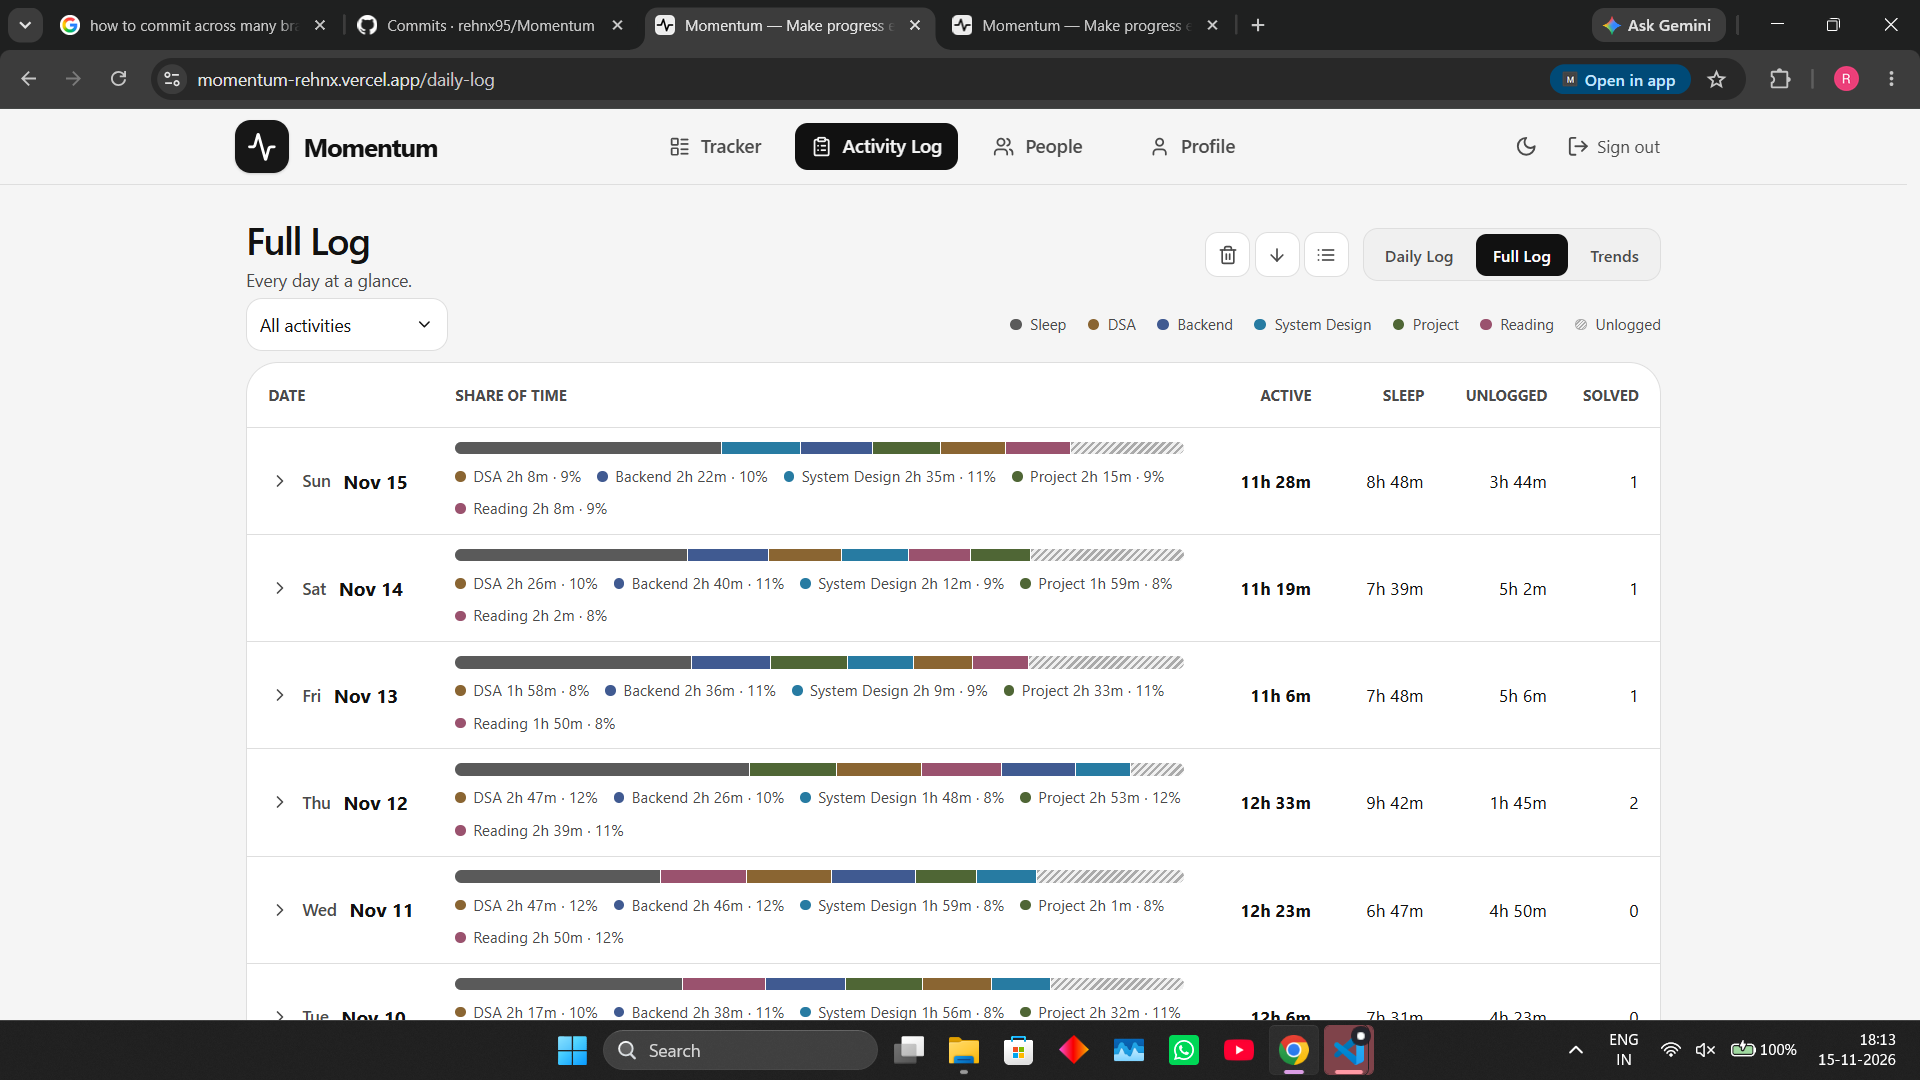 how to commit across many bra
Commits · rehnx95/Momentum
Momentum — Make progress e
Momentum — Make progress e
Ask Gemini
momentum-rehnx.vercel.app/daily-log
M Open in app
R
Momentum
Tracker
Activity Log
People
Profile
Sign out
Full Log
Every day at a glance.
Daily Log
Full Log
Trends
All activities
Sleep DSA Backend System Design Project Reading Unlogged
DATE SHARE OF TIME ACTIVE SLEEP UNLOGGED SOLVED
Sun Nov 15
DSA 2h 8m · 9% Backend 2h 22m · 10% System Design 2h 35m · 11% Project 2h 15m · 9%
Reading 2h 8m · 9%
11h 28m 8h 48m 3h 44m 1
Sat Nov 14
DSA 2h 26m · 10% Backend 2h 40m · 11% System Design 2h 12m · 9% Project 1h 59m · 8%
Reading 2h 2m · 8%
11h 19m 7h 39m 5h 2m 1
Fri Nov 13
DSA 1h 58m · 8% Backend 2h 36m · 11% System Design 2h 9m · 9% Project 2h 33m · 11%
Reading 1h 50m · 8%
11h 6m 7h 48m 5h 6m 1
Thu Nov 12
DSA 2h 47m · 12% Backend 2h 26m · 10% System Design 1h 48m · 8% Project 2h 53m · 12%
Reading 2h 39m · 11%
12h 33m 9h 42m 1h 45m 2
Wed Nov 11
DSA 2h 47m · 12% Backend 2h 46m · 12% System Design 1h 59m · 8% Project 2h 1m · 8%
Reading 2h 50m · 12%
12h 23m 6h 47m 4h 50m 0
Tue Nov 10
DSA 2h 17m · 10% Backend 2h 38m · 11% System Design 1h 56m · 8% Project 2h 32m · 11%
12h 6m 7h 31m 4h 23m 0
Search
ENG
IN
100%
18:13
15-11-2026